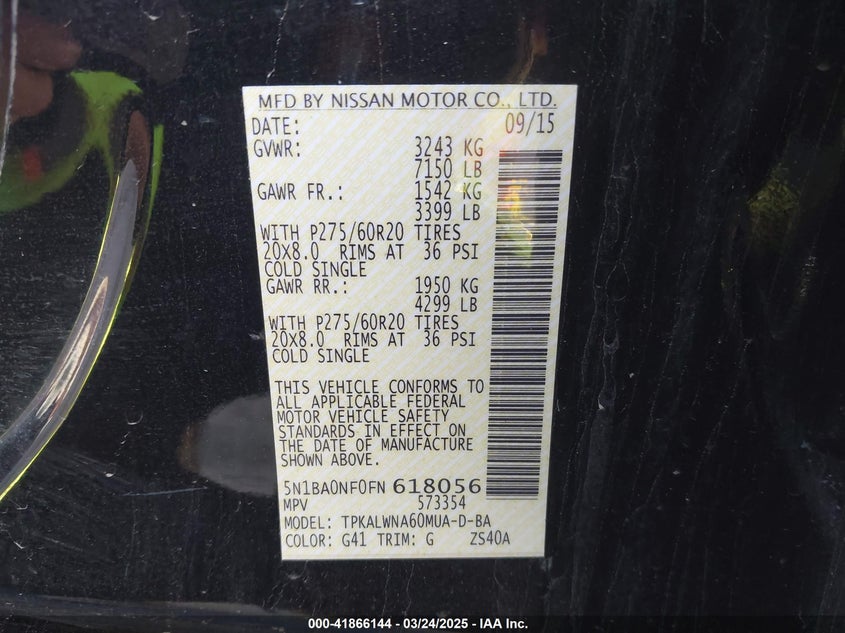 MFD BY NISSAN MOTOR CO., LTD.
DATE: 09/15
GVWR: 3243 KG
7150 LB
GAWR FR.: 1542 KG
3399 LB
WITH P275/60R20 TIRES
20X8.0 RIMS AT 36 PSI
COLD SINGLE
GAWR RR.: 1950 KG
4299 LB
WITH P275/60R20 TIRES
20X8.0 RIMS AT 36 PSI
COLD SINGLE
THIS VEHICLE CONFORMS TO
ALL APPLICABLE FEDERAL
MOTOR VEHICLE SAFETY
STANDARDS IN EFFECT ON
THE DATE OF MANUFACTURE
SHOWN ABOVE.
5N1BA0NF0FN 618056
MPV 573354
MODEL: TPKALWNA60MUA-D-BA
COLOR: G41 TRIM: G ZS40A
000-41866144 - 03/24/2025 - IAA Inc.